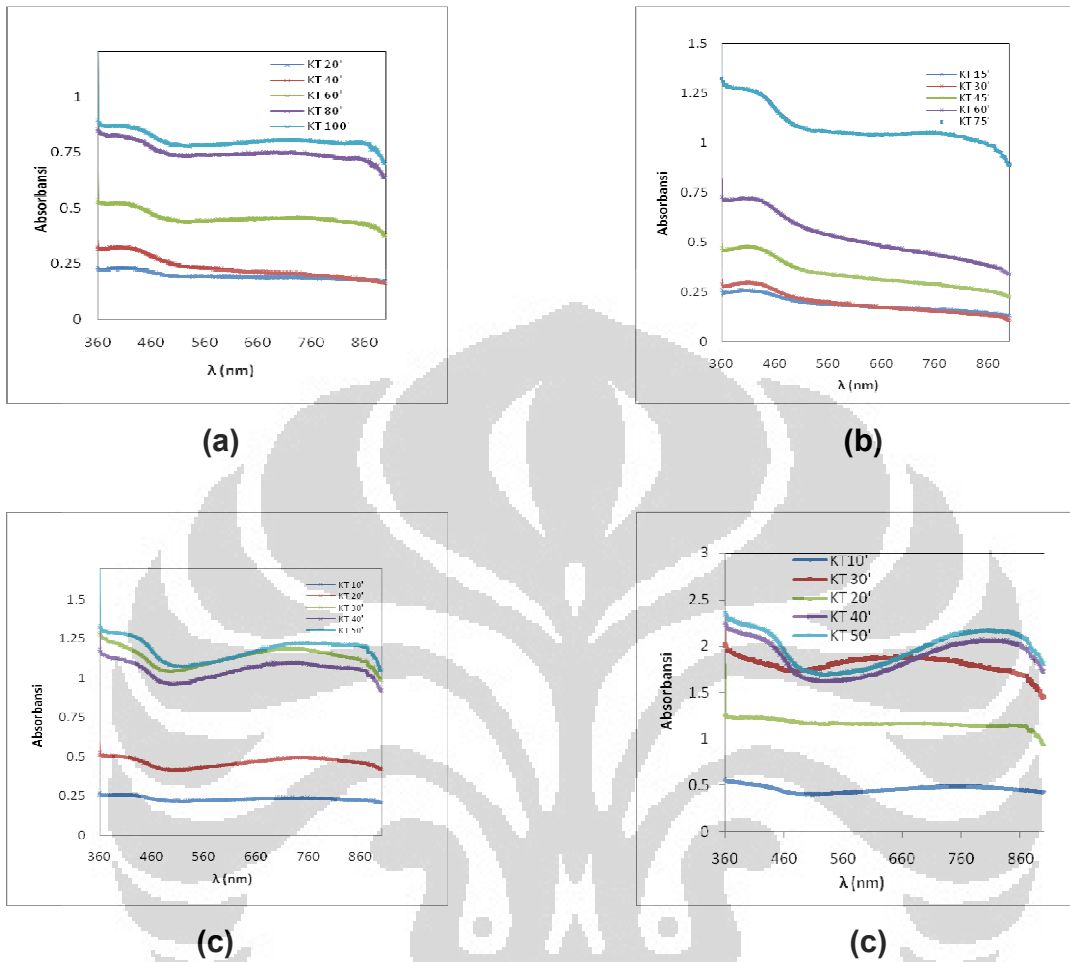 1
0.75
0.5
0.25
0
Absorbansi
KT 20'
KT 40'
KT 60'
KT 80'
KT 100
360 460 560 660 760 860
λ (nm)
(a)
1.5
1.25
1
0.75
0.5
0.25
0
Absorbansi
KT 15'
KT 30'
KT 45'
KT 60'
KT 75'
360 460 560 660 760 860
λ (nm)
(b)
1.5
1.25
1
0.75
0.5
0.25
0
Absorbansi
KT 10'
KT 20'
KT 30'
KT 40'
KT 50'
360 460 560 660 760 860
λ (nm)
(c)
3
2.5
2
1.5
1
0.5
0
Absorbansi
KT10'
KT 30'
KT 20'
KT 40'
KT 50'
360 460 560 660 760 860
λ (nm)
(c)